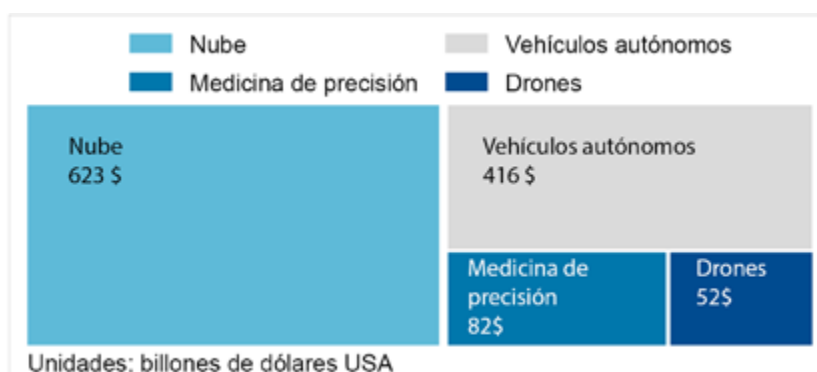 Nube
Vehículos autónomos
Medicina de precisión
Drones
Nube
623 $
Vehículos autónomos
416 $
Medicina de
precisión
82$
Drones
52$
Unidades: billones de dólares USA